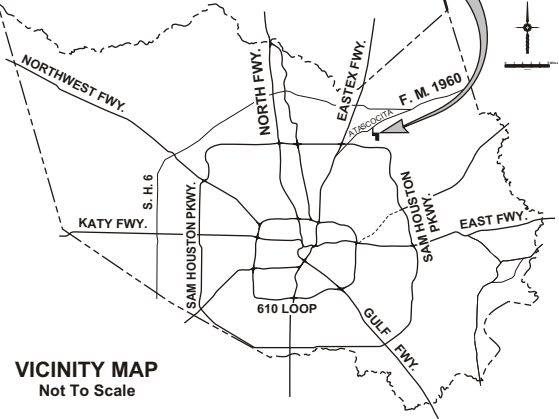 NORTHWEST FWY.
NORTH FWY.
EASTEX FWY.
F. M. 1960
ATASCOCITA
S. H. 6
KATY FWY.
SAM HOUSTON PKWY.
SAM HOUSTON
PKWY.
EAST FWY.
610 LOOP
GULF FWY.
VICINITY MAP
Not To Scale